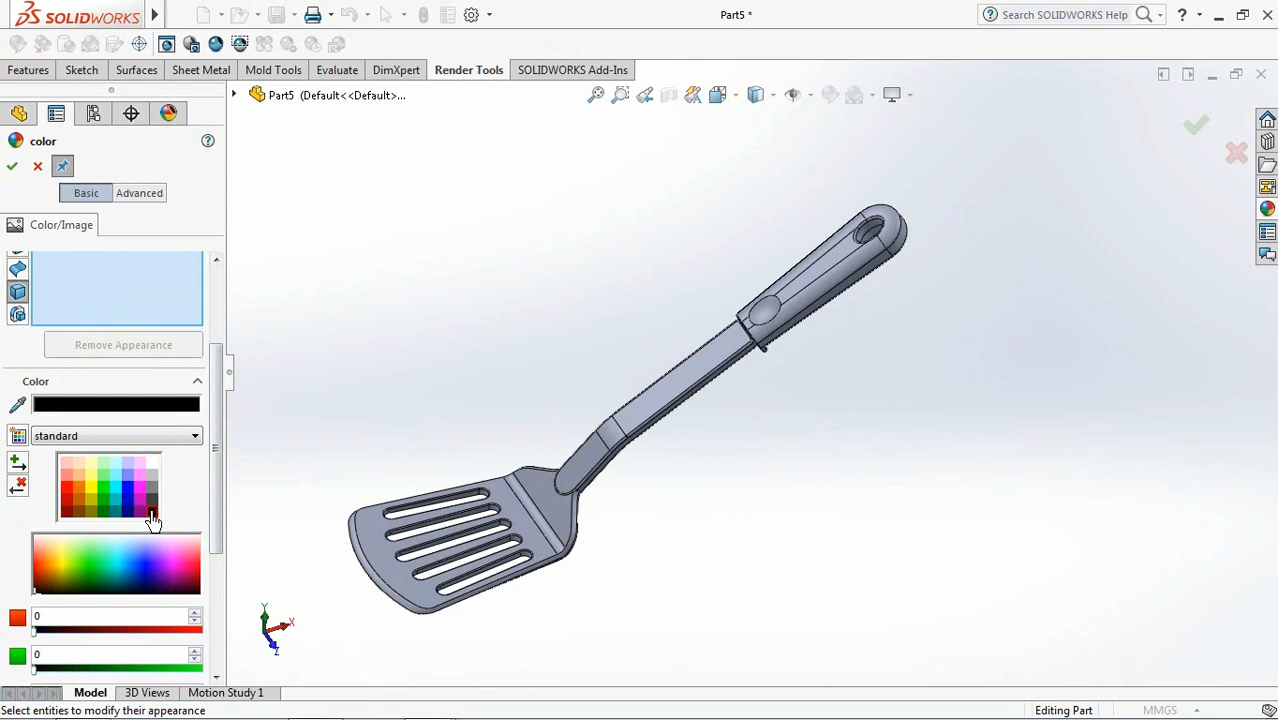 SOLIDWORKS
Part5 *
Search SOLIDWORKS Help
Features
Sketch
Surfaces
Sheet Metal
Mold Tools
Evaluate
DimXpert
Render Tools
SOLIDWORKS Add-Ins
Part5 (Default<<Default>...
color
Basic
Advanced
Color/Image
Remove Appearance
Color
standard
0
0
Y
X
Z
Model
3D Views
Motion Study 1
Select entities to modify their appearance
Editing Part
MMGS